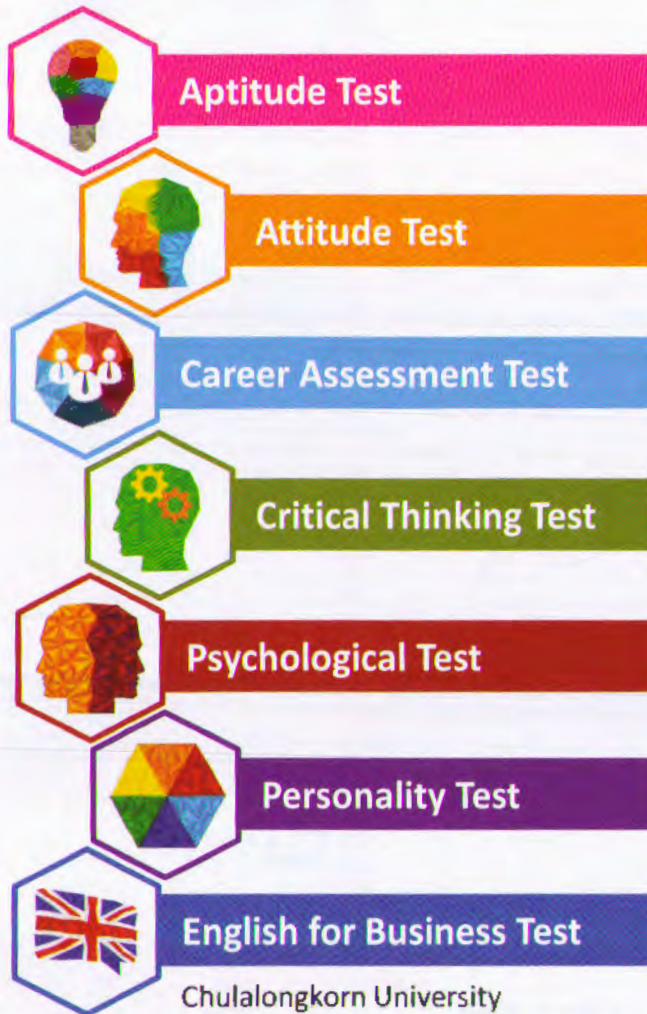 Aptitude Test
Attitude Test
Career Assessment Test
Critical Thinking Test
Psychological Test
Personality Test
English for Business Test
Chulalongkorn University